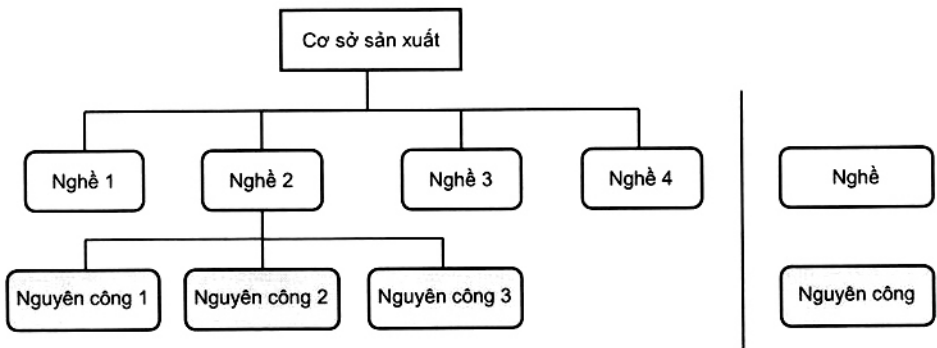 Cơ sở sản xuất
Nghề 1
Nghề 2
Nghề 3
Nghề 4
Nghề
Nguyên công 1
Nguyên công 2
Nguyên công 3
Nguyên công